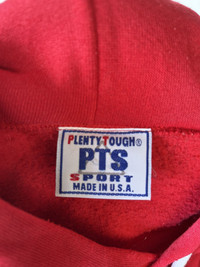 PLENTY TOUGH®
PTS
SPORT
MADE IN U.S.A.